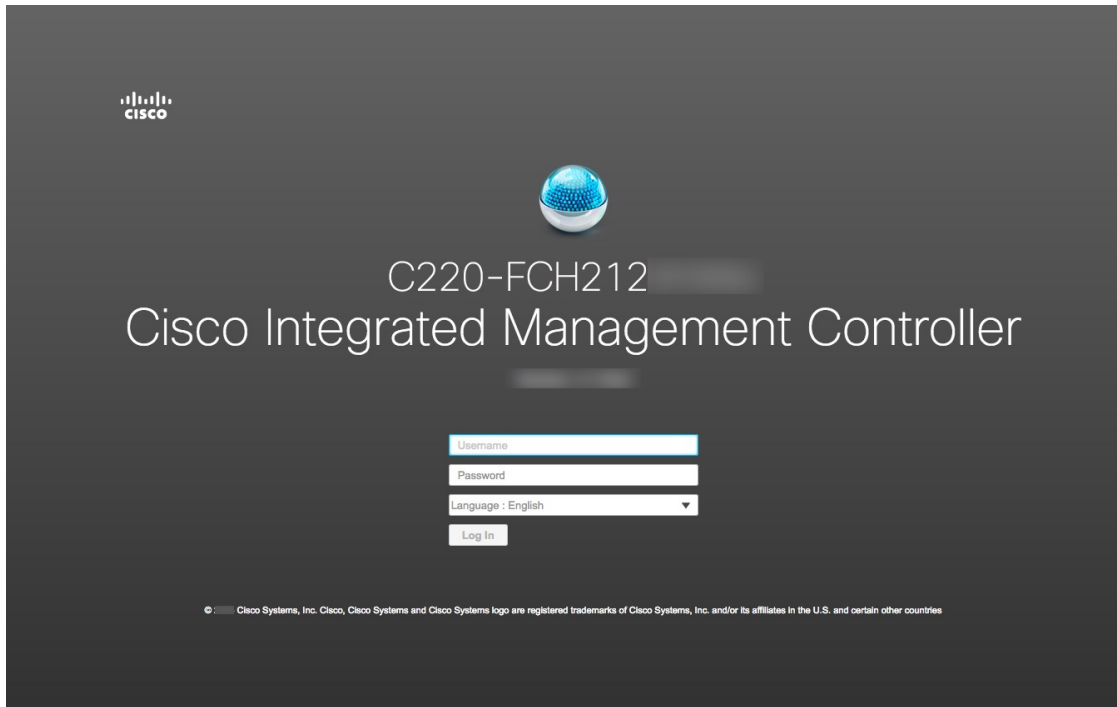 CISCO
C220-FCH212
Cisco Integrated Management Controller
Username
Password
Language : English
Log In
© Cisco Systems, Inc. Cisco, Cisco Systems and Cisco Systems logo are registered trademarks of Cisco Systems, Inc. and/or its affiliates in the U.S. and certain other countries